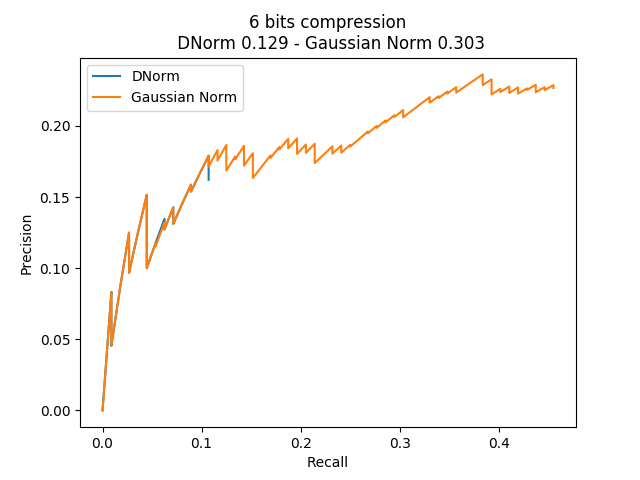 6 bits compression
DNorm 0.129 - Gaussian Norm 0.303
DNorm
Gaussian Norm
0.20
0.15
0.10
0.05
0.00
Precision
0.0 0.1 0.2 0.3 0.4
Recall